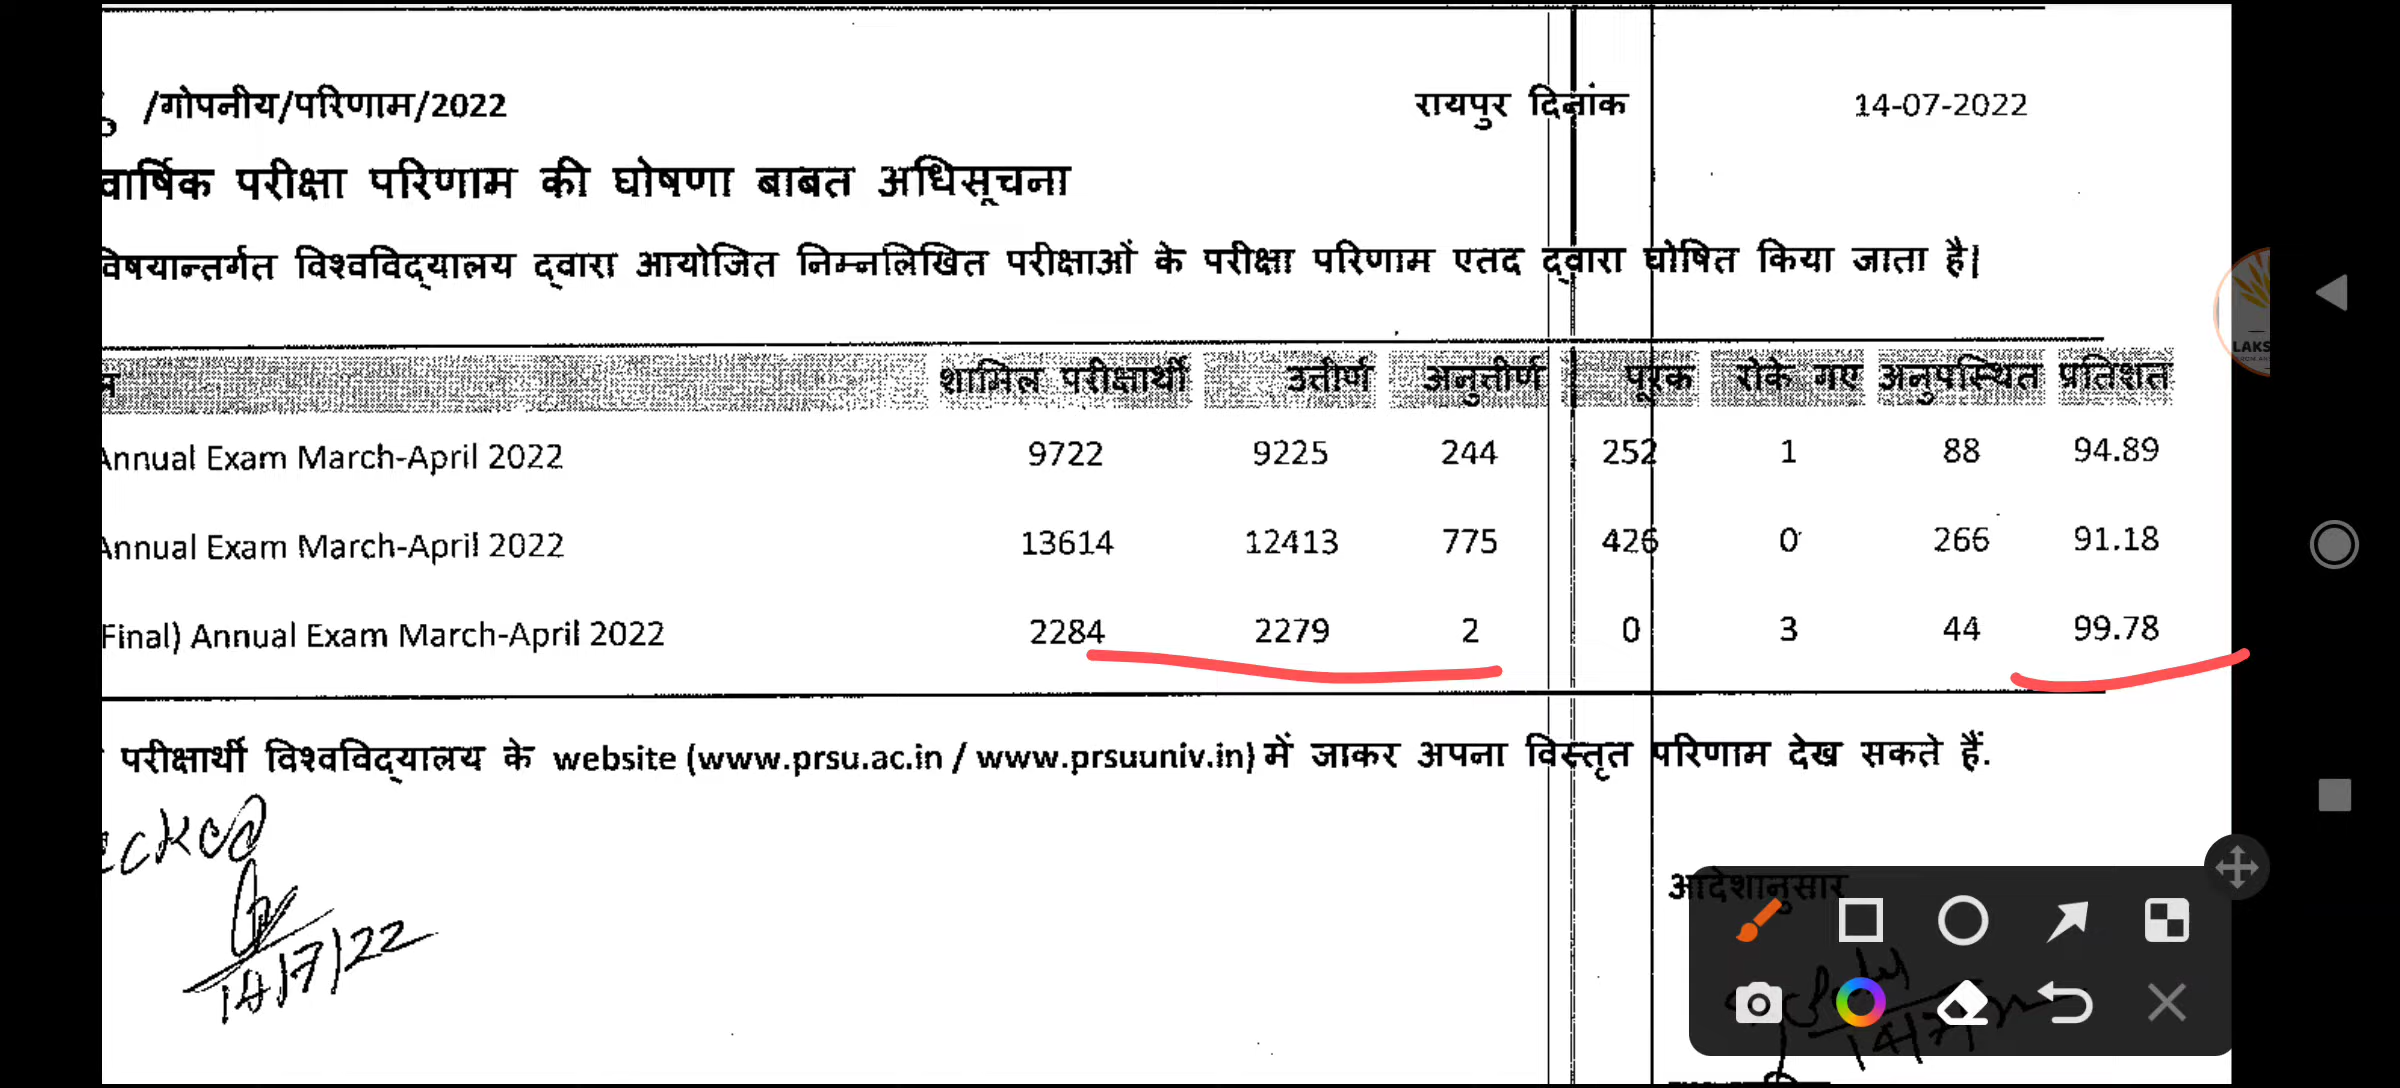 /गोपनीय/परिणाम/2022 रायपुर दिनांक 14-07-2022
वार्षिक परीक्षा परिणाम की घोषणा बाबत अधिसूचना
विषयान्तर्गत विश्वविद्यालय द्वारा आयोजित निम्नलिखित परीक्षाओं के परीक्षा परिणाम एतद द्वारा घोषित किया जाता है|
शामिल परीक्षार्थी उतीर्ण अनुतीर्ण पूरक रोके गए अनुपस्थित प्रतिशत
Annual Exam March-April 2022 9722 9225 244 252 1 88 94.89
Annual Exam March-April 2022 13614 12413 775 426 0 266 91.18
Final) Annual Exam March-April 2022 2284 2279 2 0 3 44 99.78
परीक्षार्थी विश्वविद्यालय के website (www.prsu.ac.in / www.prsuuniv.in) में जाकर अपना विस्तृत परिणाम देख सकते हैं.
ecked
14/7/22
आदेशानुसार
LAKS